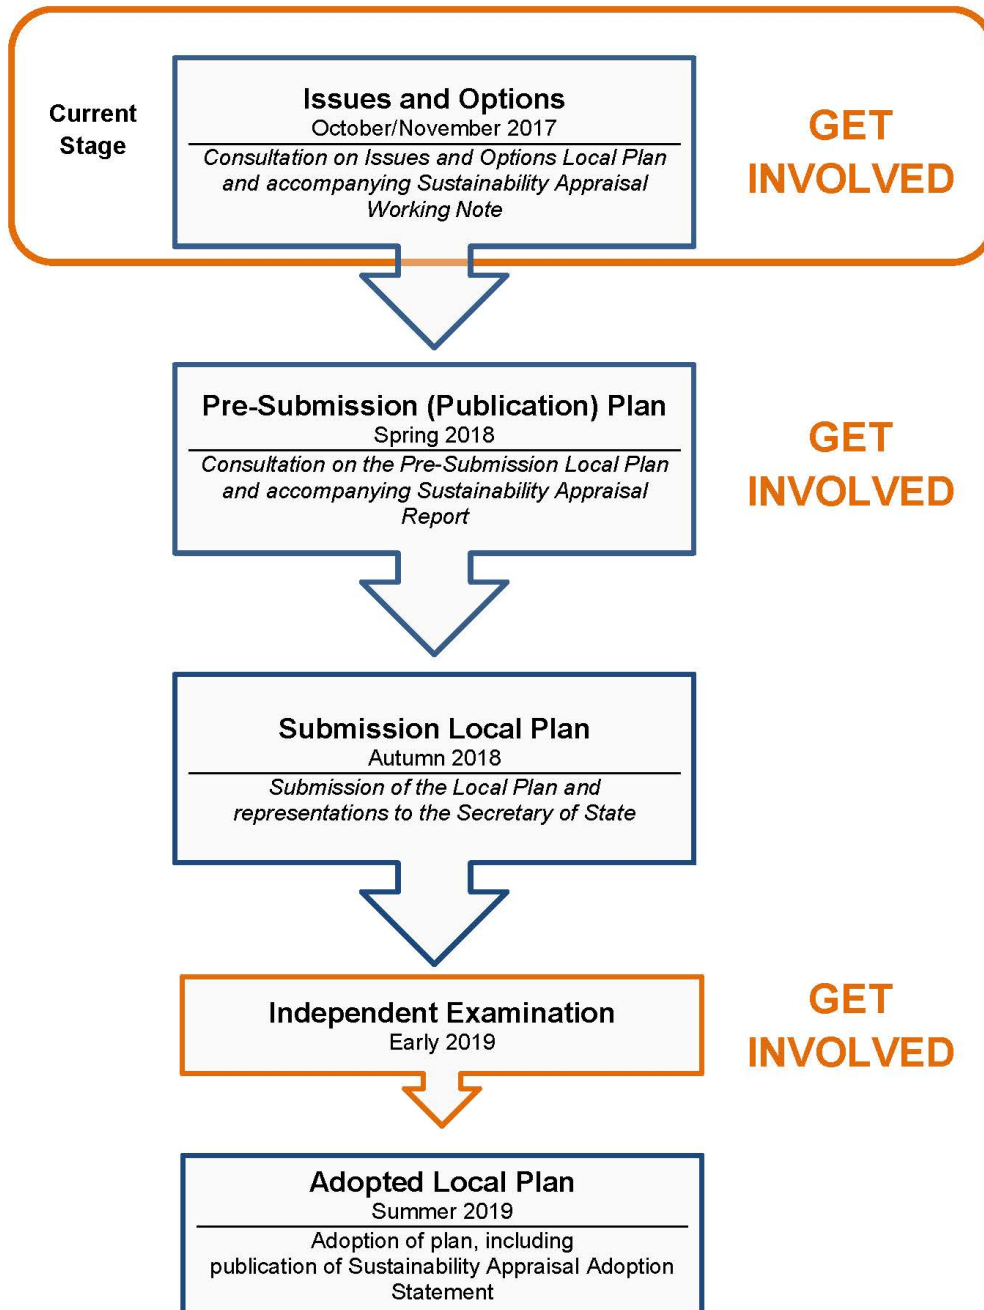 Current
Stage
Issues and Options
October/November 2017
Consultation on Issues and Options Local Plan
and accompanying Sustainability Appraisal
Working Note
GET
INVOLVED
Pre-Submission (Publication) Plan
Spring 2018
Consultation on the Pre-Submission Local Plan
and accompanying Sustainability Appraisal
Report
GET
INVOLVED
Submission Local Plan
Autumn 2018
Submission of the Local Plan and
representations to the Secretary of State
Independent Examination
Early 2019
GET
INVOLVED
Adopted Local Plan
Summer 2019
Adoption of plan, including
publication of Sustainability Appraisal Adoption
Statement